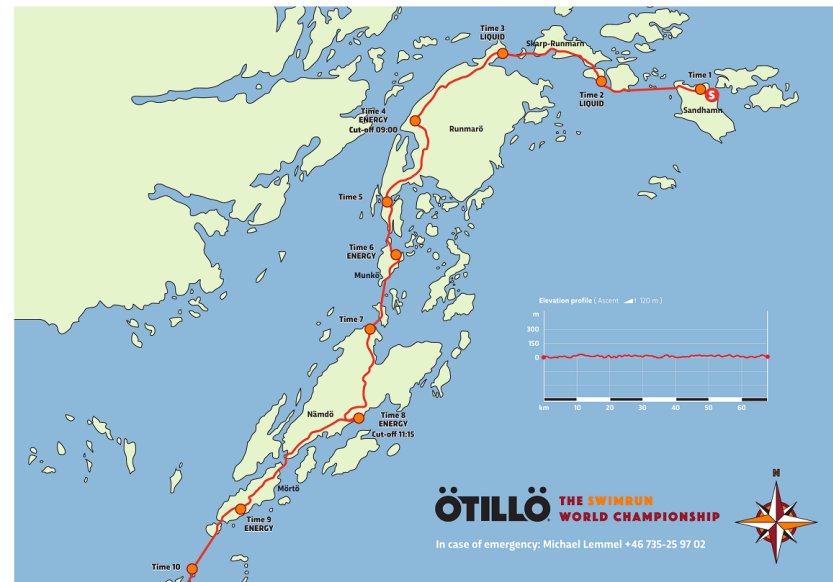 Time 3
LIQUID
Skarp-Runmarn
Time 1
S
Sandhamn
Time 2
LIQUID
Time 4
ENERGY
Cut-off 09:00
Runmarö
Time 5
Time 6
ENERGY
Munkö
Elevation profile ( Ascent 120 m )
m
300
150
0
km 10 20 30 40 50 60
Time 7
Nämdö
Time 8
ENERGY
Cut-off 11:15
Mörtö
Time 9
ENERGY
Time 10
N
ÖTILLÖ THE SWIMRUN
WORLD CHAMPIONSHIP
In case of emergency: Michael Lemmel +46 735-25 97 02